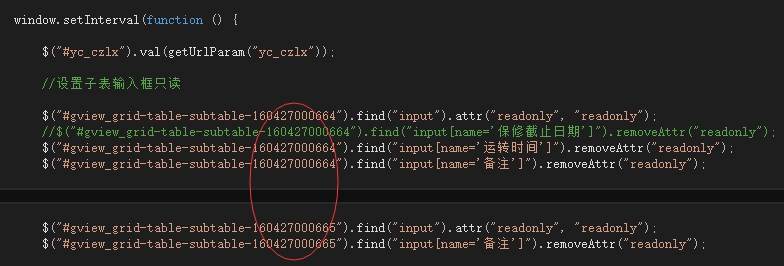 window.setInterval(function () {
$("#yc_czlx").val(getUrlParam("yc_czlx"));
//设置子表输入框只读
$("#gview_grid-table-subtable-160427000664").find("input").attr("readonly", "readonly");
//$("#gview_grid-table-subtable-160427000664").find("input[name='保修截止日期']").removeAttr("readonly");
$("#gview_grid-table-subtable-160427000664").find("input[name='运转时间']").removeAttr("readonly");
$("#gview_grid-table-subtable-160427000664").find("input[name='备注']").removeAttr("readonly");
$("#gview_grid-table-subtable-160427000665").find("input").attr("readonly", "readonly");
$("#gview_grid-table-subtable-160427000665").find("input[name='备注']").removeAttr("readonly");